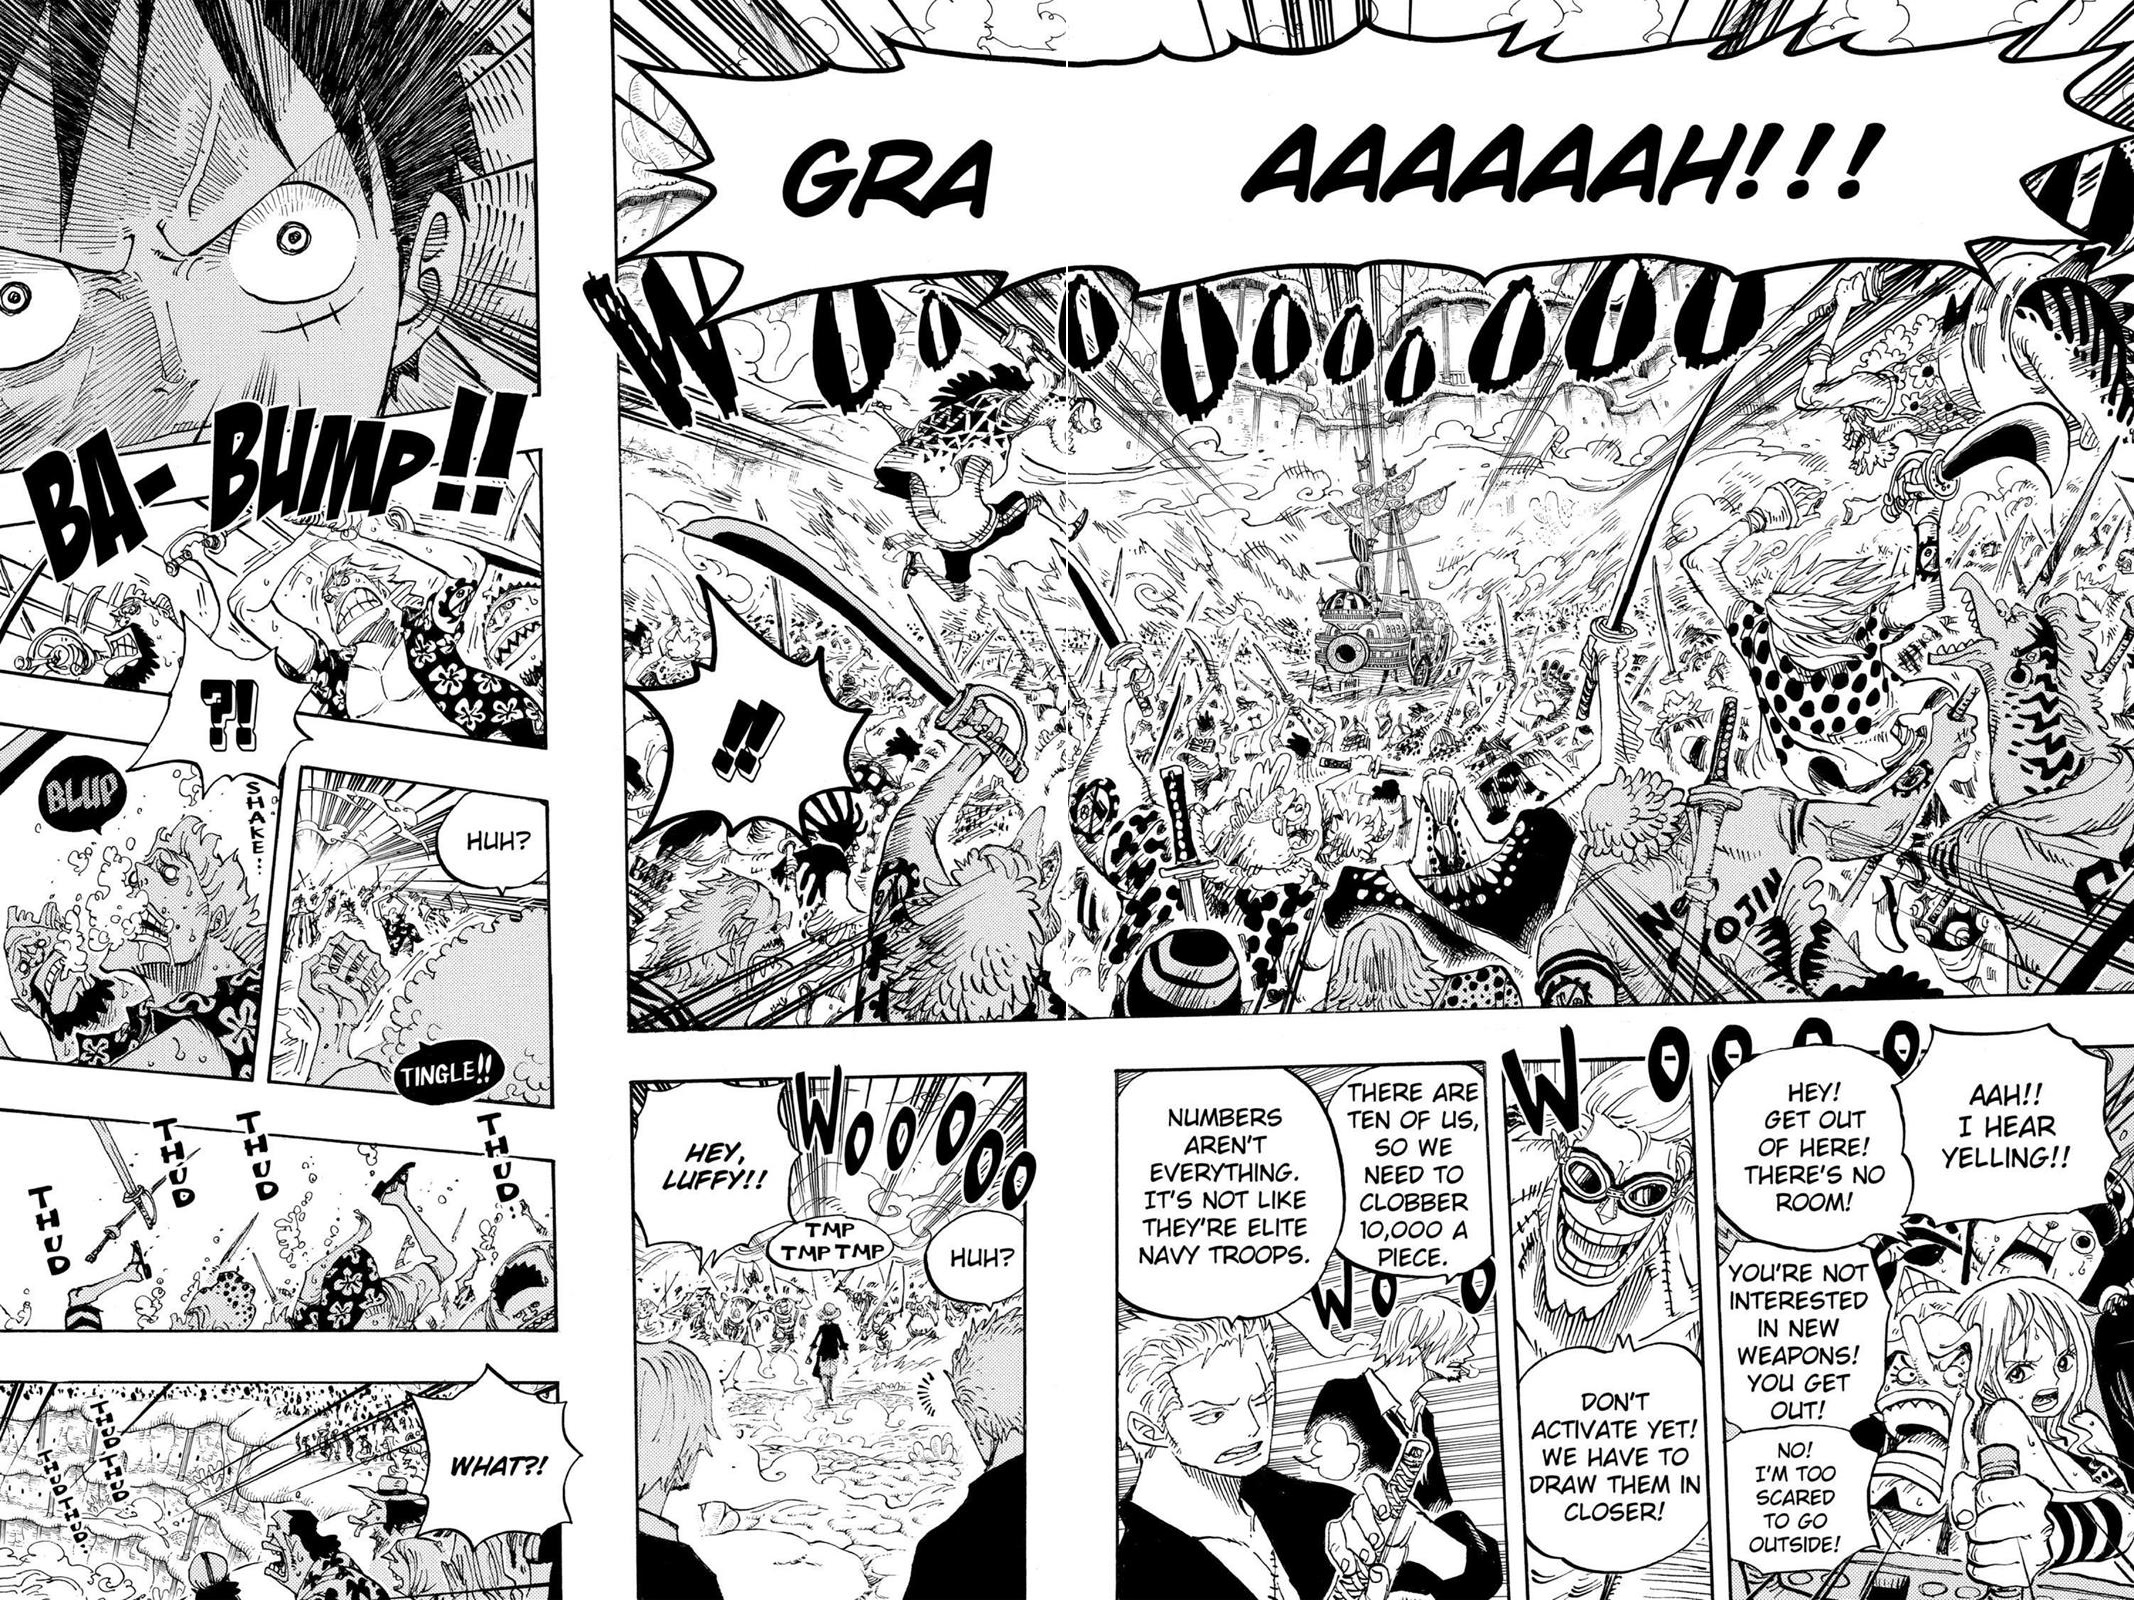 GRA AAAAAAH!!!
WOOOOOOOOOO
!!
New
OJIN
WOOOO
AAH!!
I HEAR
YELLING!!
HEY!
GET OUT
OF HERE!
THERE'S NO
ROOM!
YOU'RE NOT
INTERESTED
IN NEW
WEAPONS!
YOU GET
OUT!
NO!
I'M TOO
SCARED
TO GO
OUTSIDE!
DON'T
ACTIVATE YET!
WE HAVE TO
DRAW THEM IN
CLOSER!
THERE ARE
TEN OF US,
SO WE
NEED TO
CLOBBER
10,000 A
PIECE.
WOO
NUMBERS
AREN'T
EVERYTHING.
IT'S NOT LIKE
THEY'RE ELITE
NAVY TROOPS.
WOOOOO
HUH?
TMP
TMP TMP
HEY,
LUFFY!!
BA-BUMP!!
?!
HUH?
TINGLE!!
SHAKE...
BLUP
THUD
THUD
THUD
THUD
WHAT?!
THUD THUD
THUD THUD